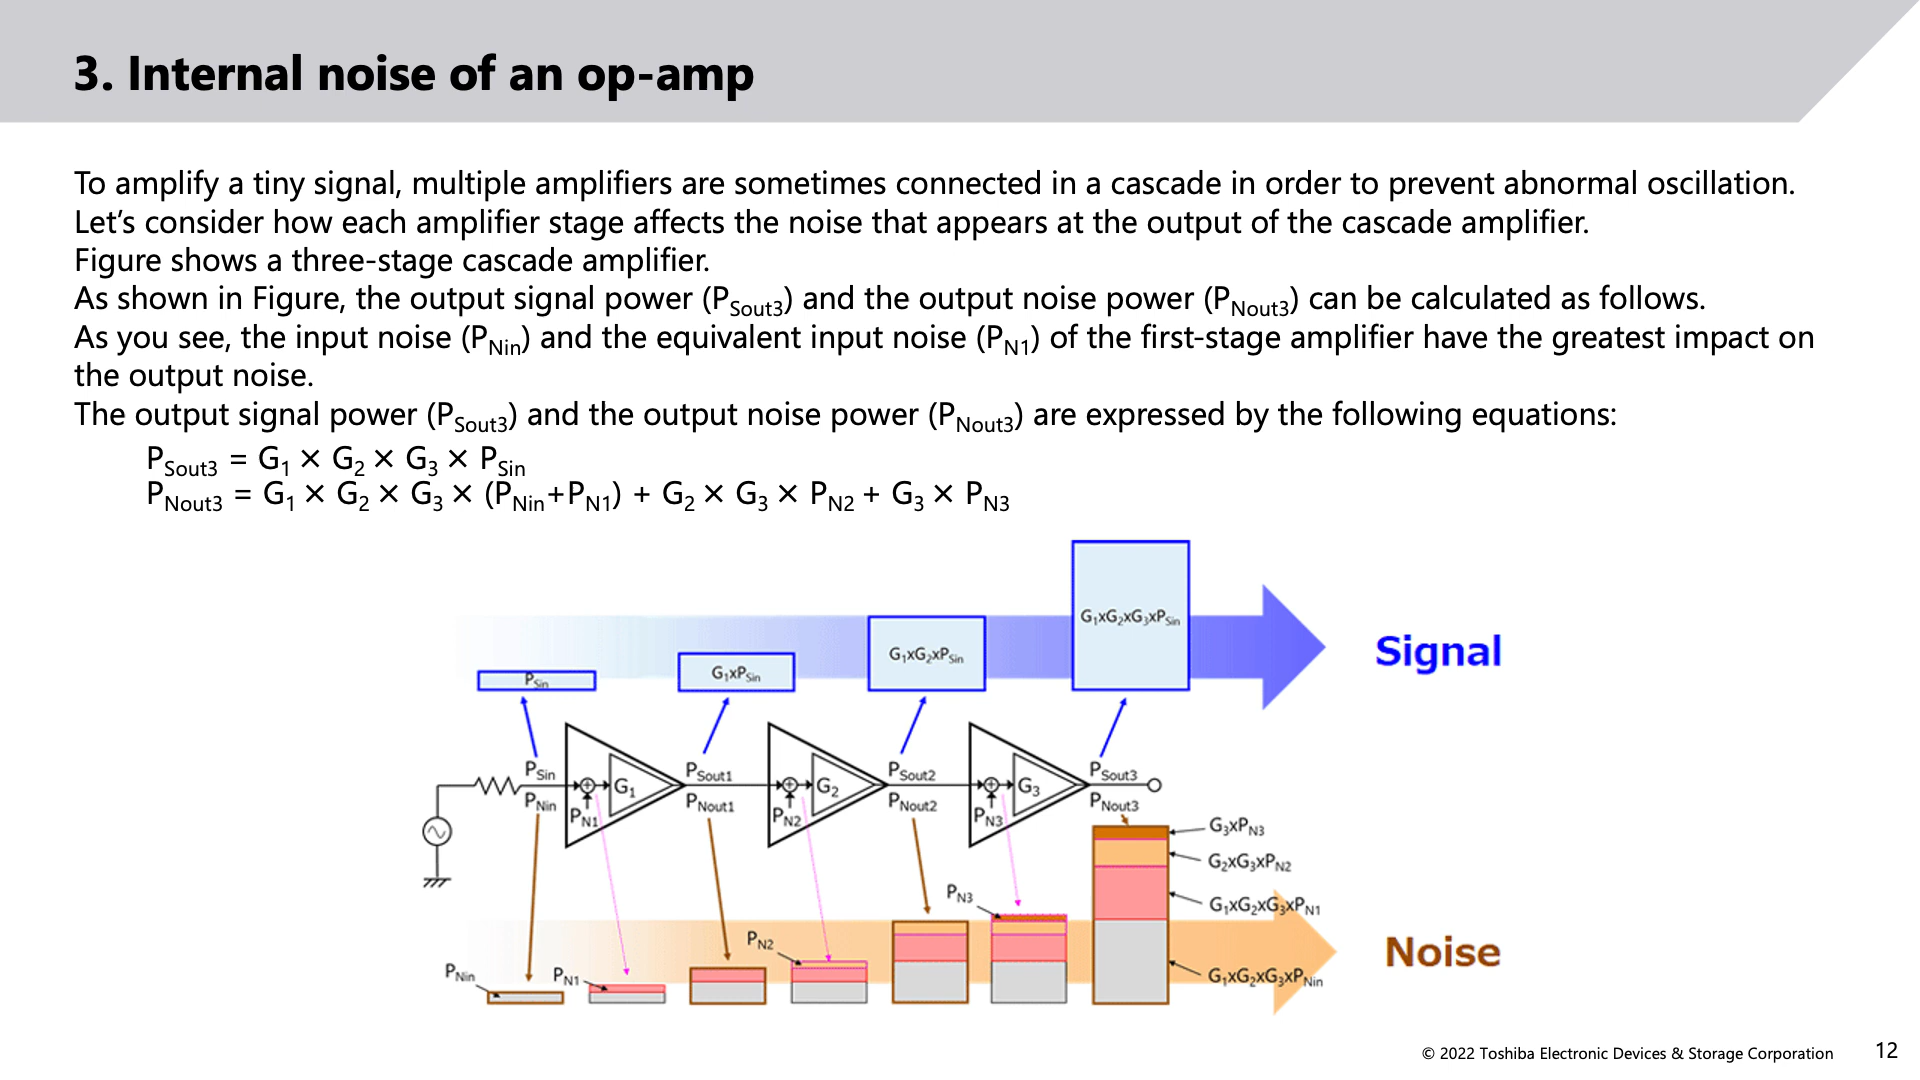 3. Internal noise of an op-amp
To amplify a tiny signal, multiple amplifiers are sometimes connected in a cascade in order to prevent abnormal oscillation.
Let’s consider how each amplifier stage affects the noise that appears at the output of the cascade amplifier.
Figure shows a three-stage cascade amplifier.
As shown in Figure, the output signal power (PSout3) and the output noise power (PNout3) can be calculated as follows.
As you see, the input noise (PNin) and the equivalent input noise (PN1) of the first-stage amplifier have the greatest impact on
the output noise.
The output signal power (PSout3) and the output noise power (PNout3) are expressed by the following equations:
PSout3 = G1 × G2 × G3 × PSin
PNout3 = G1 × G2 × G3 × (PNin+PN1) + G2 × G3 × PN2 + G3 × PN3
G1xG2xG3xPSin
G1xG2xPSin
G1xPSin
PSin
Signal
PSin
PSout1
PSout2
PSout3
G1
G2
G3
PNin
PNout1
PNout2
PNout3
PN1
PN2
PN3
G3xPN3
G2xG3xPN2
G1xG2xG3xPN1
G1xG2xG3xPNin
PN3
PN2
PNin
PN1
Noise
© 2022 Toshiba Electronic Devices & Storage Corporation
12